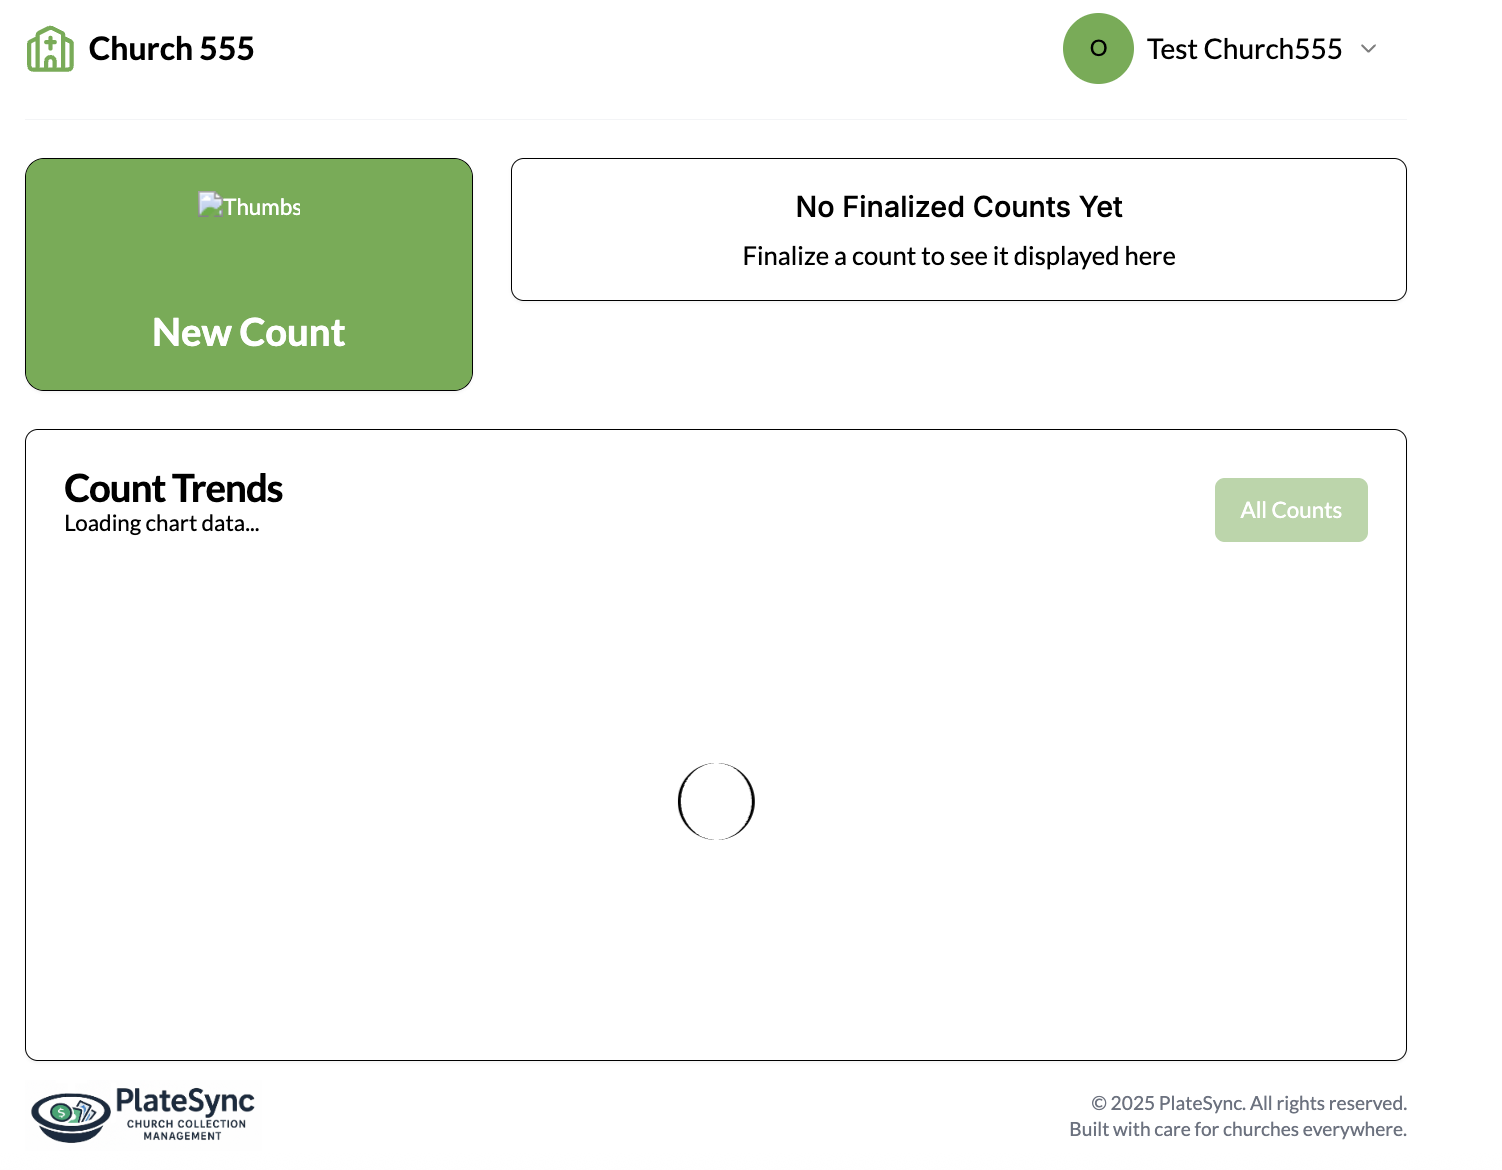 Church 555
O
Test Church555
Thumbs
New Count
No Finalized Counts Yet
Finalize a count to see it displayed here
Count Trends
Loading chart data...
All Counts
$
PlateSync
CHURCH COLLECTION
MANAGEMENT
© 2025 PlateSync. All rights reserved.
Built with care for churches everywhere.